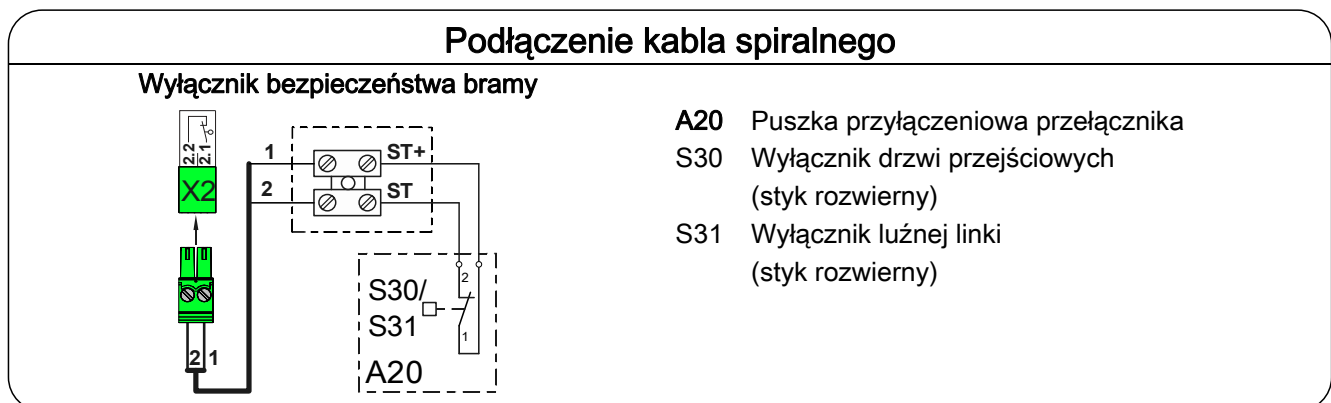 Podłączenie kabla spiralnego
Wyłącznik bezpieczeństwa bramy
2.2
2.1
X2
1
2
ST+
ST
2 1
S30/
S31
2
1
A20
A20 Puszka przyłączeniowa przełącznika
S30 Wyłącznik drzwi przejściowych
(styk rozwierny)
S31 Wyłącznik luźnej linki
(styk rozwierny)